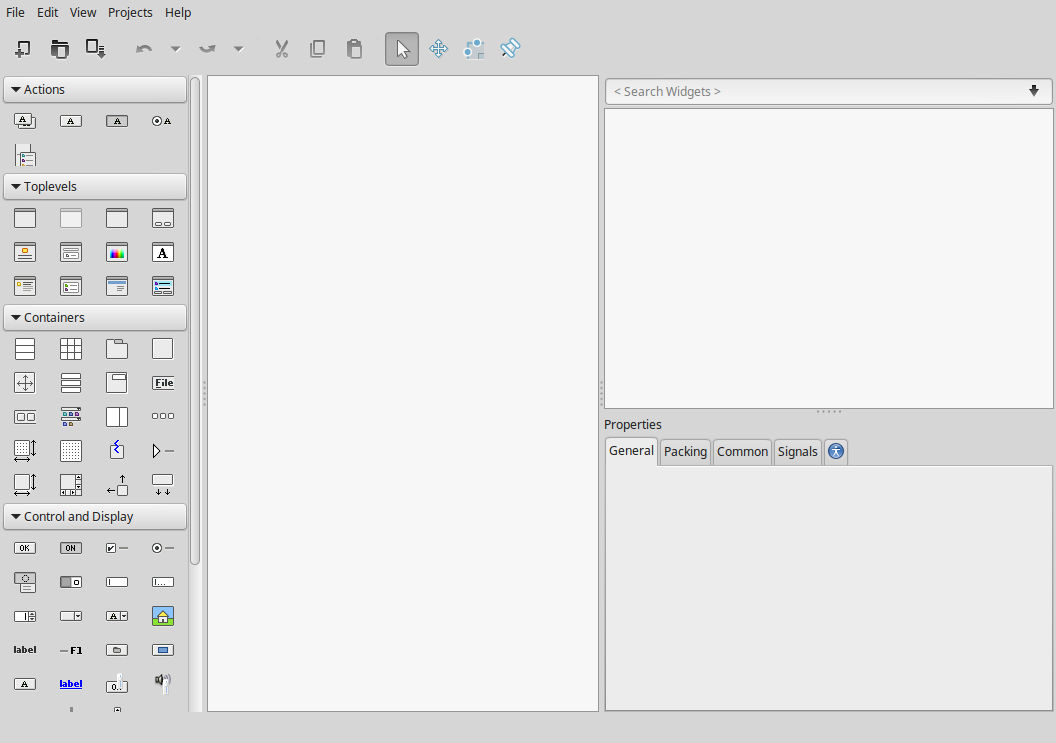 File Edit View Projects Help
Actions
A A A A
Toplevels
A
Containers
File
Control and Display
OK ON
A
label F1
A label 0..
< Search Widgets >
Properties
General Packing Common Signals